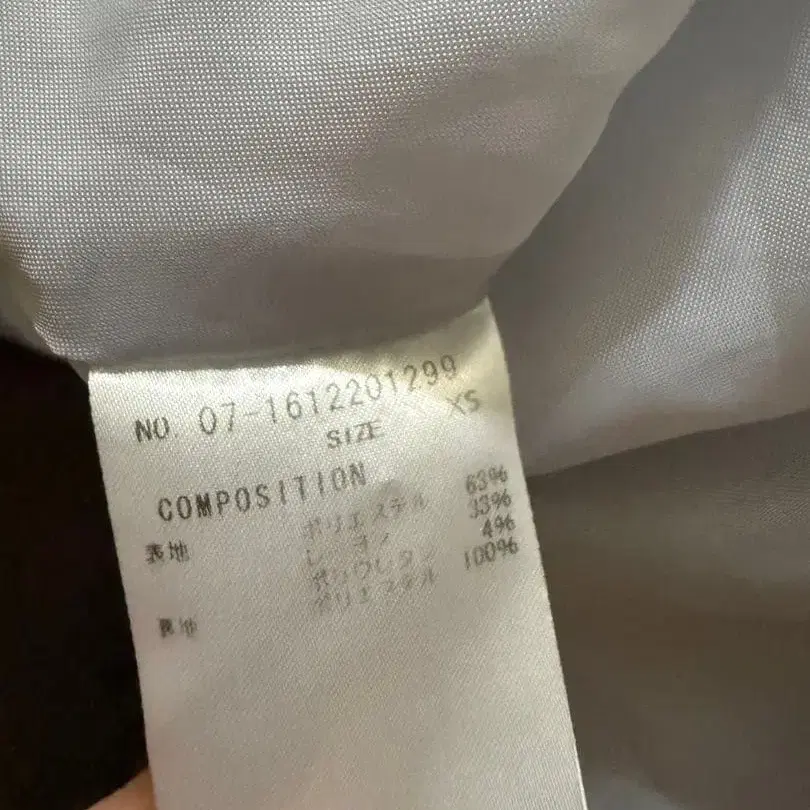 NO. 07-1612201299
SIZE XS
COMPOSITION
表地 ポリエステル 63%
レーヨン 33%
ポリウレタン 4%
裏地 ポリエステル 100%